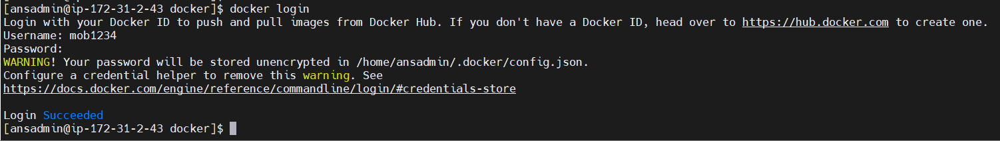 [ansadmin@ip-172-31-2-43 docker]$ docker login
Login with your Docker ID to push and pull images from Docker Hub. If you don't have a Docker ID, head over to https://hub.docker.com to create one.
Username: mob1234
Password:
WARNING! Your password will be stored unencrypted in /home/ansadmin/.docker/config.json.
Configure a credential helper to remove this warning. See
https://docs.docker.com/engine/reference/commandline/login/#credentials-store
Login Succeeded
[ansadmin@ip-172-31-2-43 docker]$